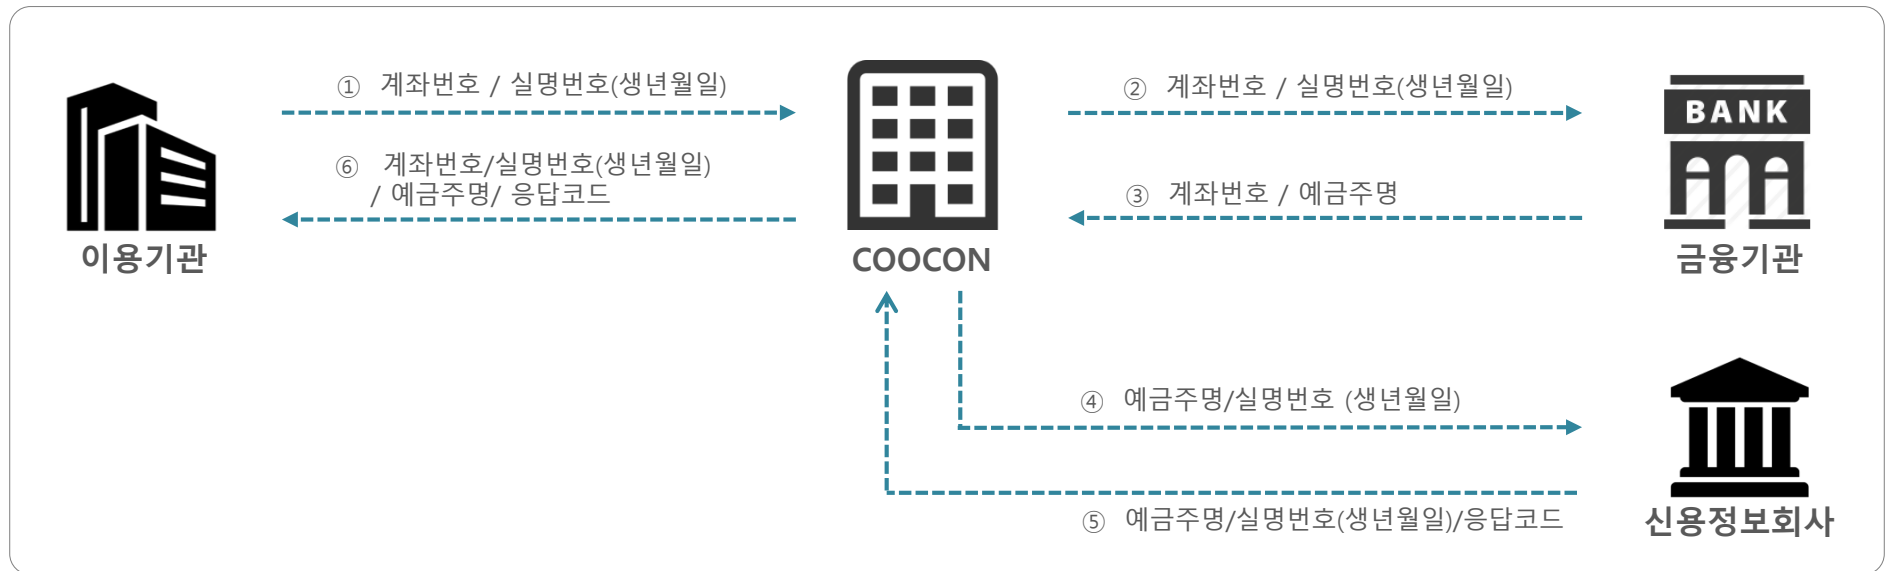 ① 계좌번호 / 실명번호(생년월일)
② 계좌번호 / 실명번호(생년월일)
BANK
⑥ 계좌번호/실명번호(생년월일)
/ 예금주명/ 응답코드
③ 계좌번호 / 예금주명
이용기관
COOCON
금융기관
④ 예금주명/실명번호 (생년월일)
⑤ 예금주명/실명번호(생년월일)/응답코드
신용정보회사